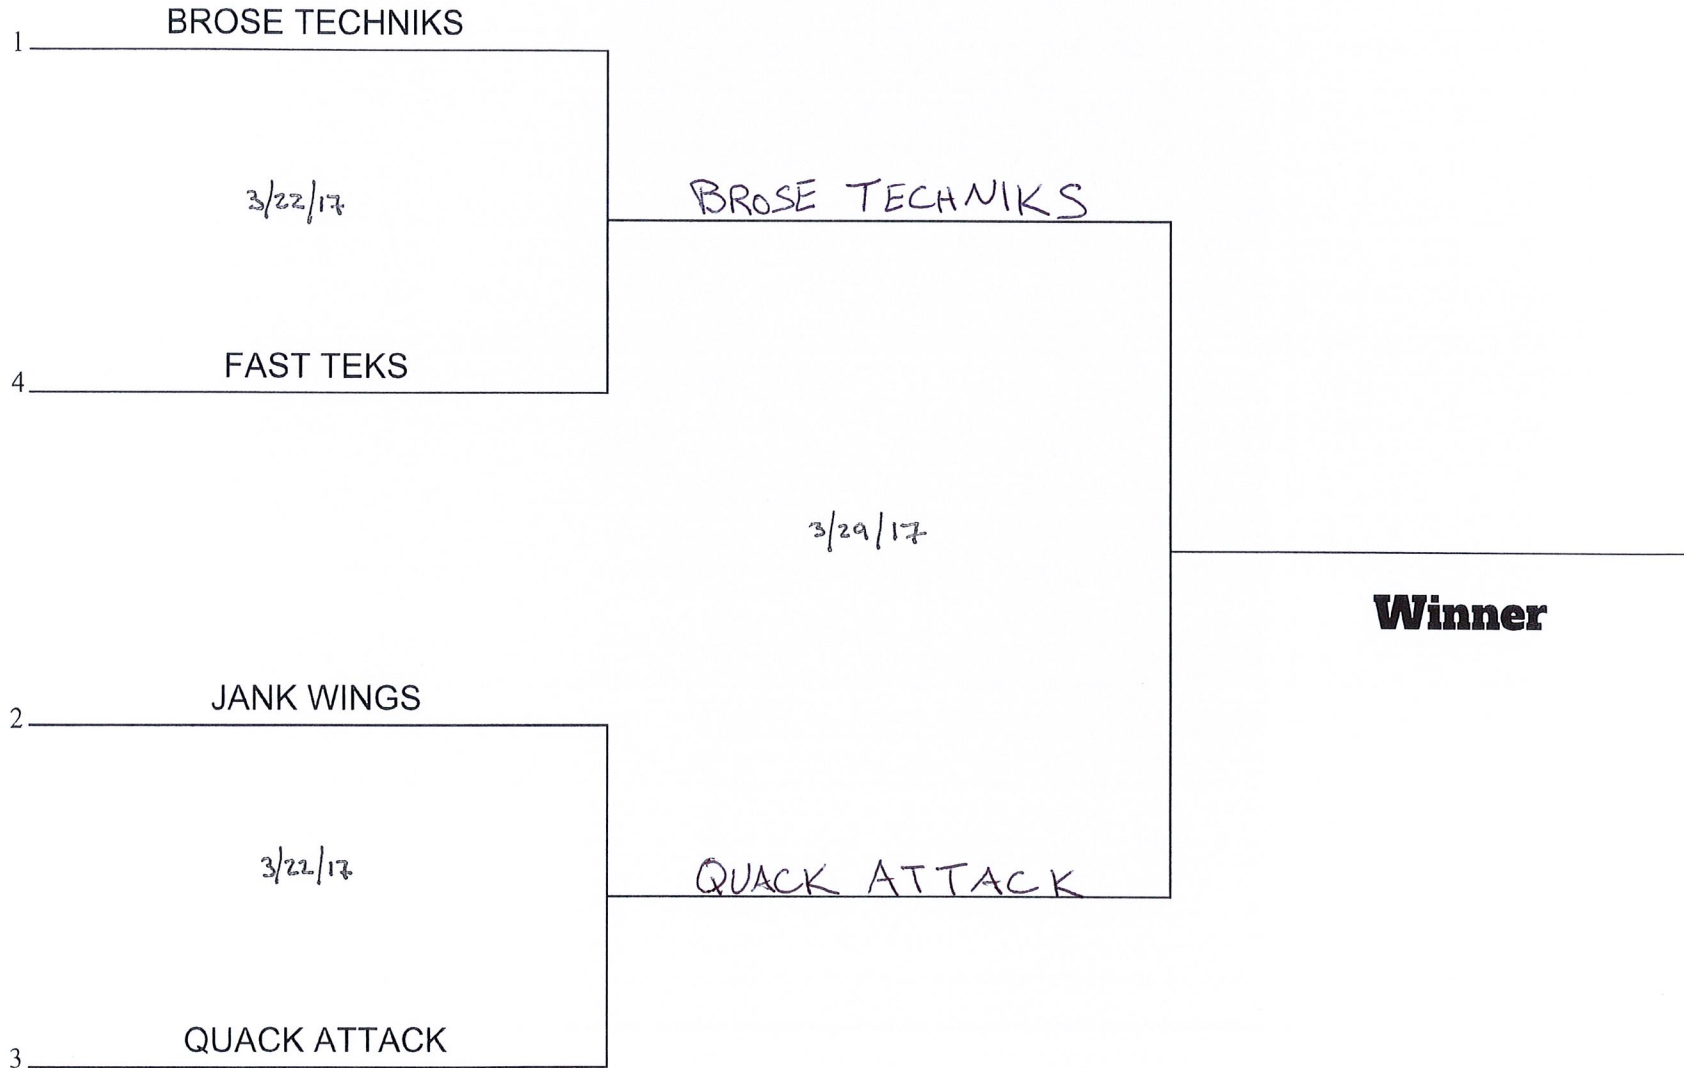 BROSE TECHNIKS
1
3/22/17
BROSE TECHNIKS
FAST TEKS
4
3/29/17
Winner
JANK WINGS
2
3/22/17
QUACK ATTACK
QUACK ATTACK
3